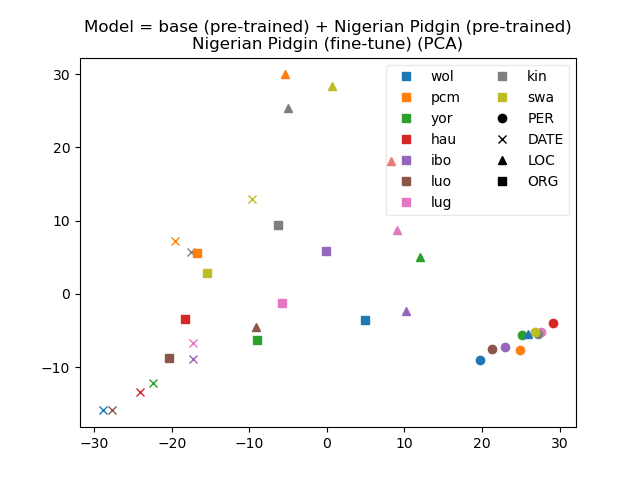 Model = base (pre-trained) + Nigerian Pidgin (pre-trained)
Nigerian Pidgin (fine-tune) (PCA)
30
20
10
0
−10
−30
−20
−10
0
10
20
30
wol
pcm
yor
hau
ibo
luo
lug
kin
swa
PER
DATE
LOC
ORG